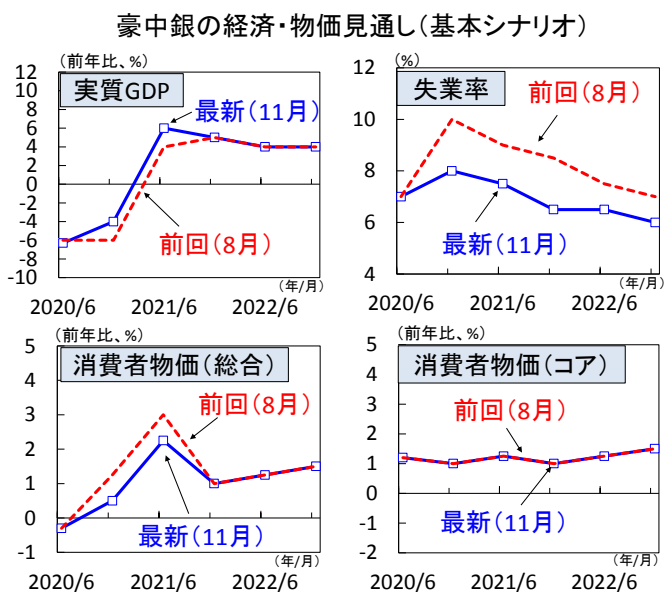 豪中銀の経済・物価見通し（基本シナリオ）
（前年比、%）
実質GDP
最新（11月）
前回（8月）
12
10
8
6
4
2
0
-2
-4
-6
-8
-10
（年/月）
2020/6 2021/6 2022/6
（%）
失業率
前回（8月）
最新（11月）
10
8
6
4
（年/月）
2020/6 2021/6 2022/6
（前年比、%）
消費者物価（総合）
前回（8月）
最新（11月）
5
4
3
2
1
0
-1
（年/月）
2020/6 2021/6 2022/6
（前年比、%）
消費者物価（コア）
前回（8月）
最新（11月）
5
4
3
2
1
0
-1
-2
（年/月）
2020/6 2021/6 2022/6